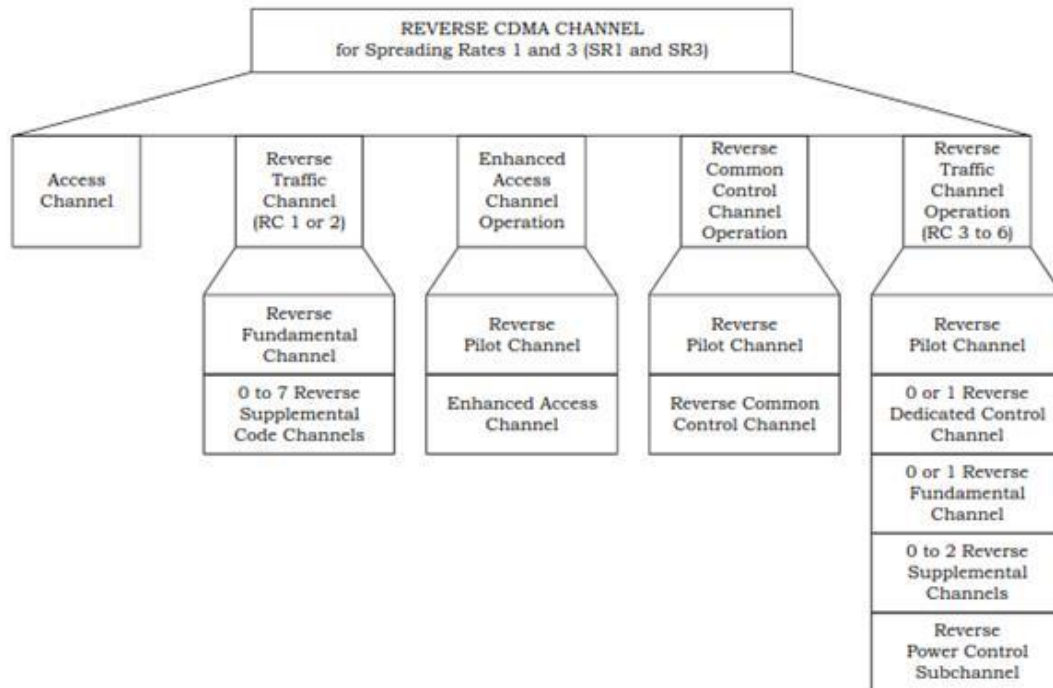 REVERSE CDMA CHANNEL
for Spreading Rates 1 and 3 (SR1 and SR3)
Access
Channel
Reverse
Traffic
Channel
(RC 1 or 2)
Enhanced
Access
Channel
Operation
Reverse
Common
Control
Channel
Operation
Reverse
Traffic
Channel
Operation
(RC 3 to 6)
Reverse
Fundamental
Channel
0 to 7 Reverse
Supplemental
Code Channels
Reverse
Pilot Channel
Enhanced Access
Channel
Reverse
Pilot Channel
Reverse Common
Control Channel
Reverse
Pilot Channel
0 or 1 Reverse
Dedicated Control
Channel
0 or 1 Reverse
Fundamental
Channel
0 to 2 Reverse
Supplemental
Channels
Reverse
Power Control
Subchannel